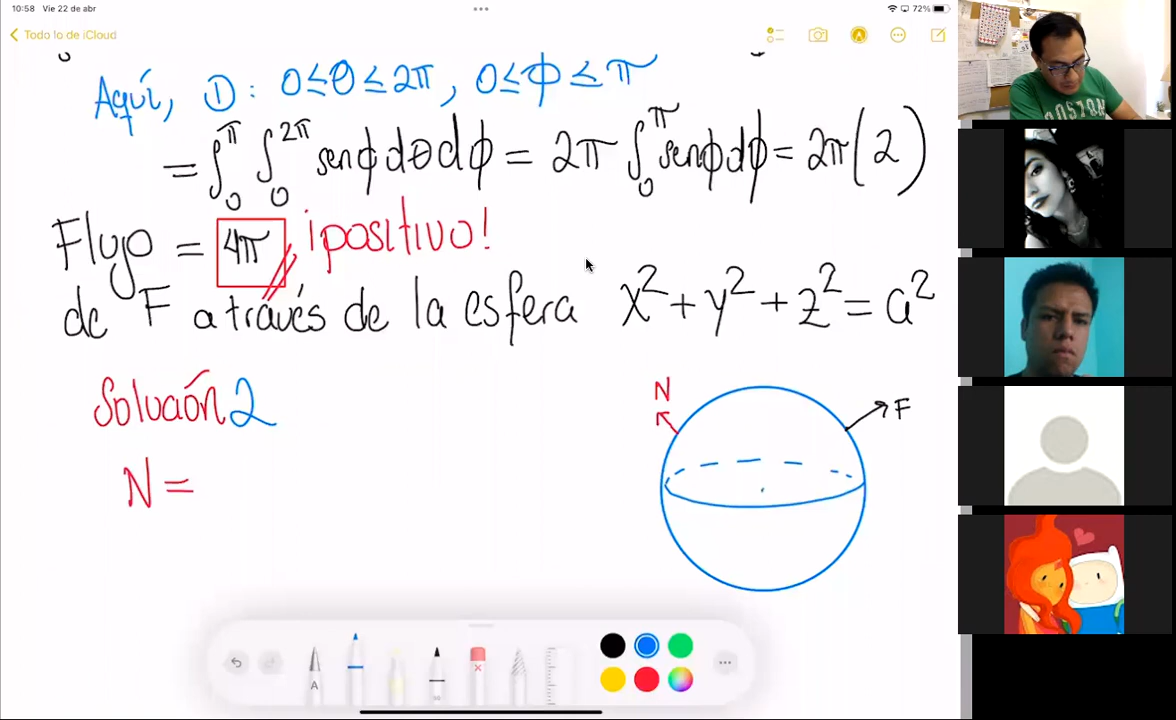 10:58 Vie 22 de abr
72%
Todo lo de iCloud
Aquí, D: 0≤θ≤2π, 0≤ϕ≤π
= ∫₀^π ∫₀^2π senϕ dθ dϕ = 2π ∫₀^π senϕ dϕ = 2π(2)
Flujo = 4π ¡positivo!
de F a través de la esfera x² + y² + z² = a²
Solución 2
N
F
N =
A
BOSTON